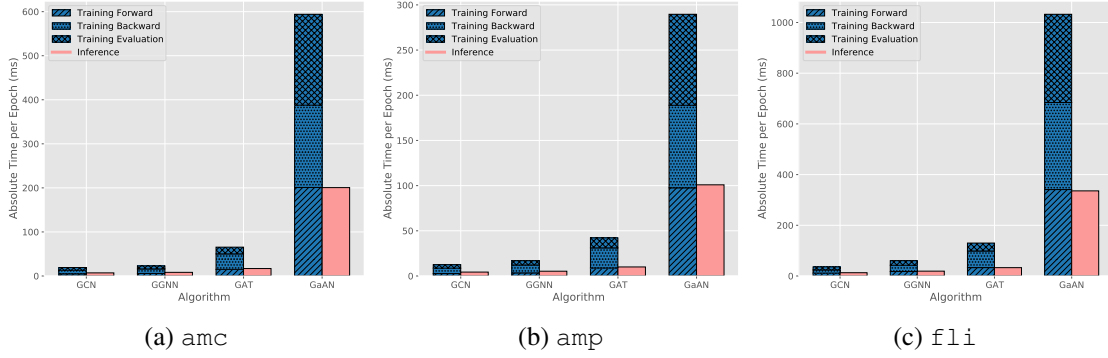 Absolute Time per Epoch (ms)
600
500
400
300
200
100
0
Training Forward
Training Backward
Training Evaluation
Inference
GCN GGNN GAT GaAN
Algorithm
(a) amc
Absolute Time per Epoch (ms)
300
250
200
150
100
50
0
Training Forward
Training Backward
Training Evaluation
Inference
GCN GGNN GAT GaAN
Algorithm
(b) amp
Absolute Time per Epoch (ms)
1000
800
600
400
200
0
Training Forward
Training Backward
Training Evaluation
Inference
GCN GGNN GAT GaAN
Algorithm
(c) fli